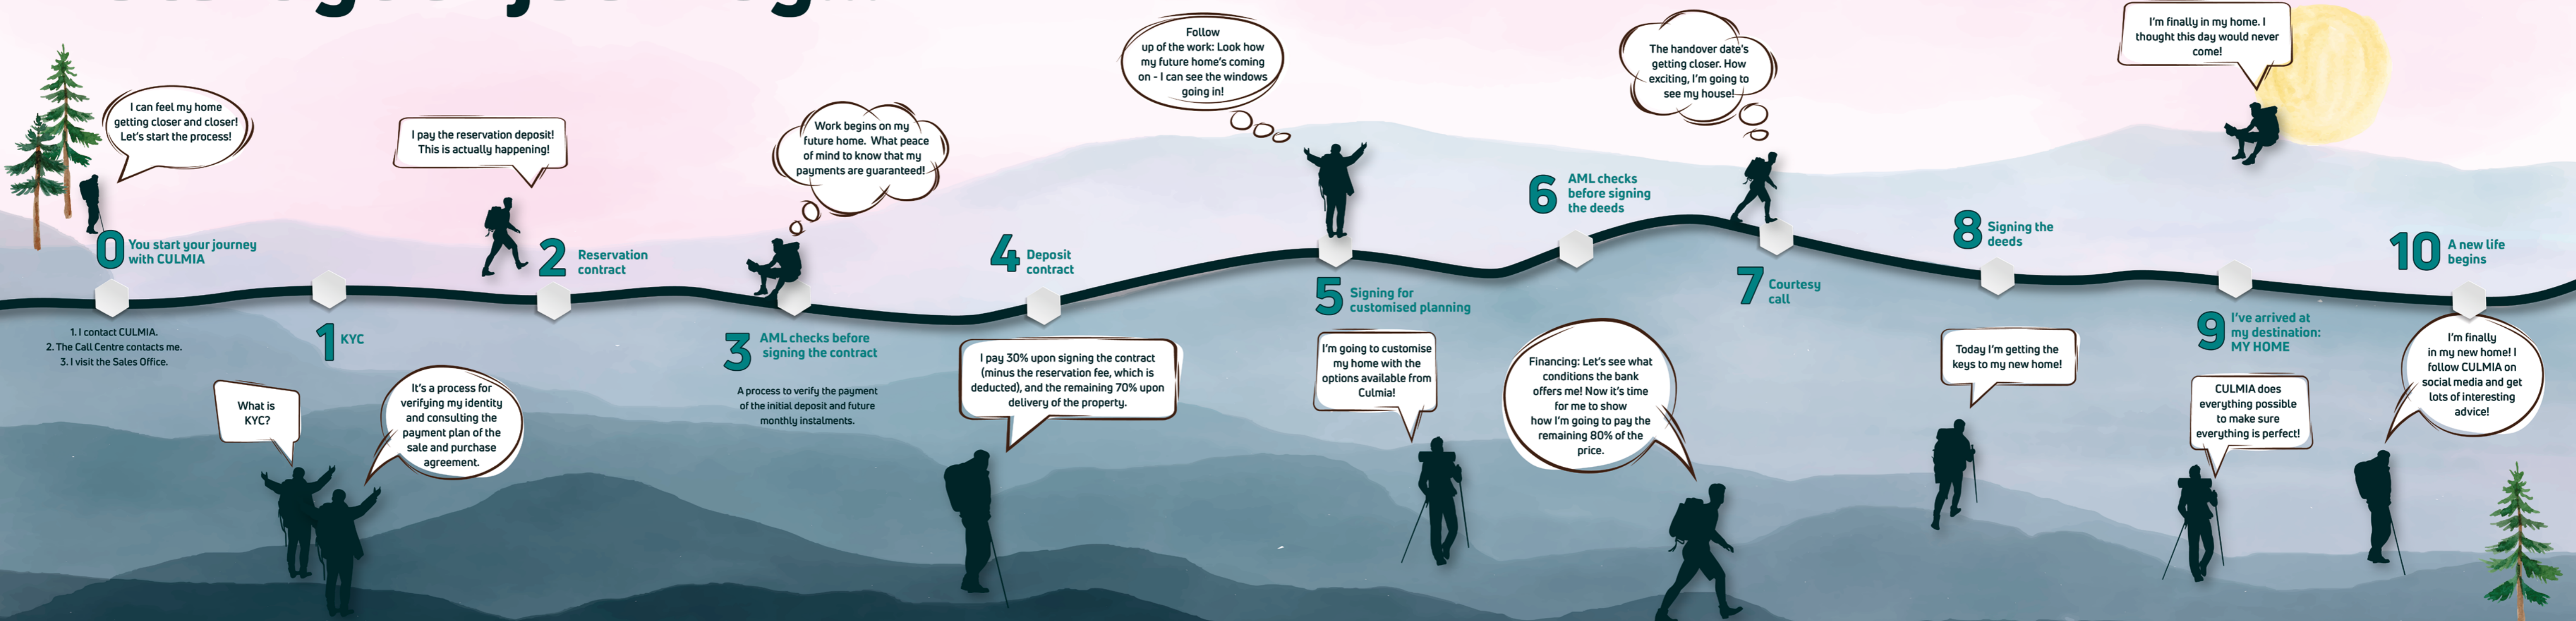 I can feel my home
getting closer and closer!
Let's start the process!
0
You start your journey
with CULMIA
1. I contact CULMIA.
2. The Call Centre contacts me.
3. I visit the Sales Office.
1
KYC
What is
KYC?
It's a process for
verifying my identity
and consulting the
payment plan of the
sale and purchase
agreement.
I pay the reservation deposit!
This is actually happening!
2
Reservation
contract
Work begins on my
future home. What peace
of mind to know that my
payments are guaranteed!
3
AML checks before
signing the contract
A process to verify the payment
of the initial deposit and future
monthly instalments.
4
Deposit
contract
I pay 30% upon signing the contract
(minus the reservation fee, which is
deducted), and the remaining 70% upon
delivery of the property.
Follow
up of the work: Look how
my future home's coming
on - I can see the windows
going in!
5
Signing for
customised planning
I'm going to customise
my home with the
options available from
Culmia!
6
AML checks
before signing
the deeds
Financing: Let's see what
conditions the bank
offers me! Now it's time
for me to show
how I'm going to pay the
remaining 80% of the
price.
The handover date's
getting closer. How
exciting, I'm going to
see my house!
7
Courtesy
call
8
Signing the
deeds
Today I'm getting the
keys to my new home!
I'm finally in my home. I
thought this day would never
come!
9
I've arrived at
my destination:
MY HOME
CULMIA does
everything possible
to make sure
everything is perfect!
10
A new life
begins
I'm finally
in my new home! I
follow CULMIA on
social media and get
lots of interesting
advice!